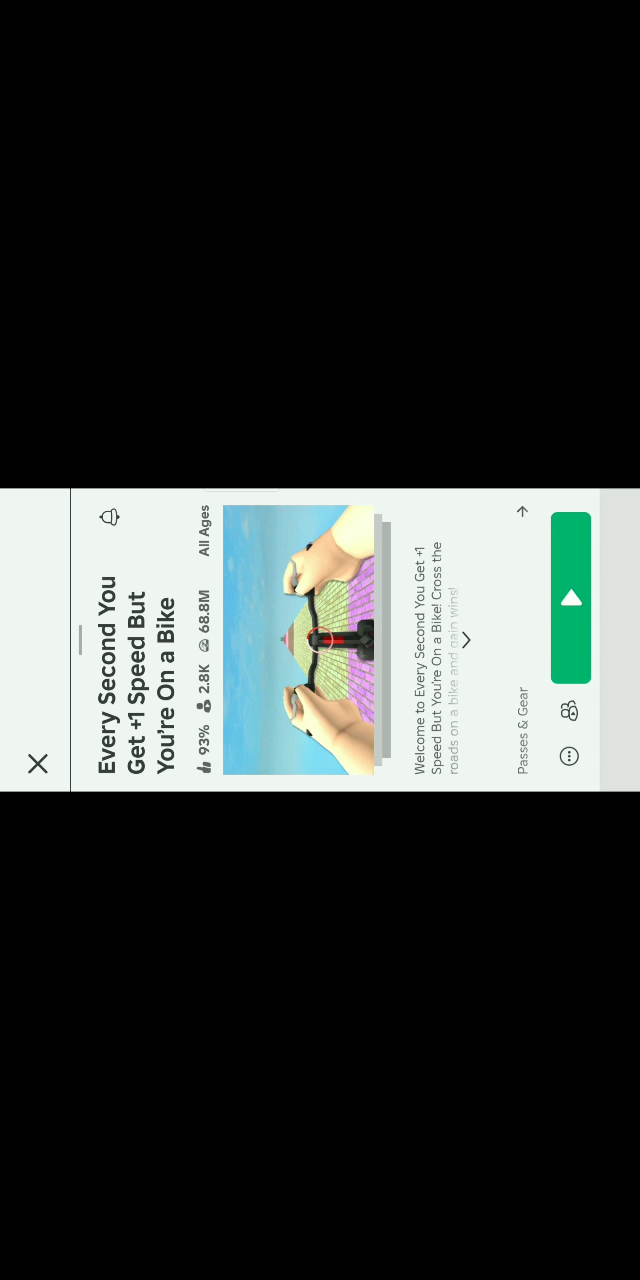 Every Second You
Get +1 Speed But
You're On a Bike
93% 2.8K 68.8M All Ages
Welcome to Every Second You Get +1
Speed But You're On a Bike! Cross the
roads on a bike and gain wins!
Passes & Gear